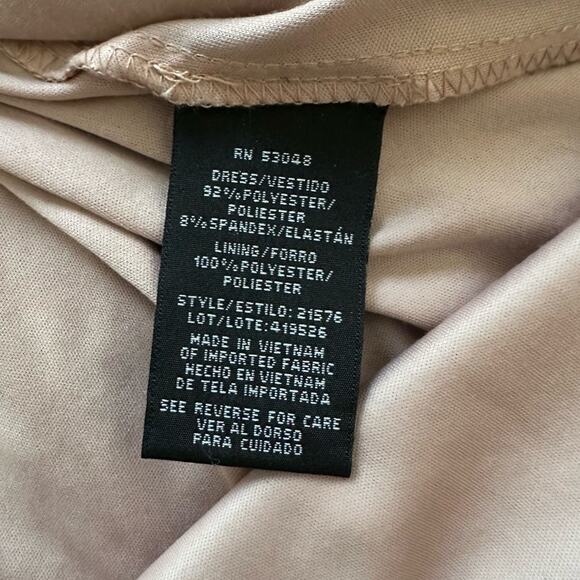 RN 53048
DRESS/VESTIDO
92%POLYESTER/
POLIESTER
8%SPANDEX/ELASTÁN
LINING/FORRO
100%POLYESTER/
POLIESTER
STYLE/ESTILO: 21576
LOT/LOTE:419526
MADE IN VIETNAM
OF IMPORTED FABRIC
HECHO EN VIETNAM
DE TELA IMPORTADA
SEE REVERSE FOR CARE
VER AL DORSO
PARA CUIDADO